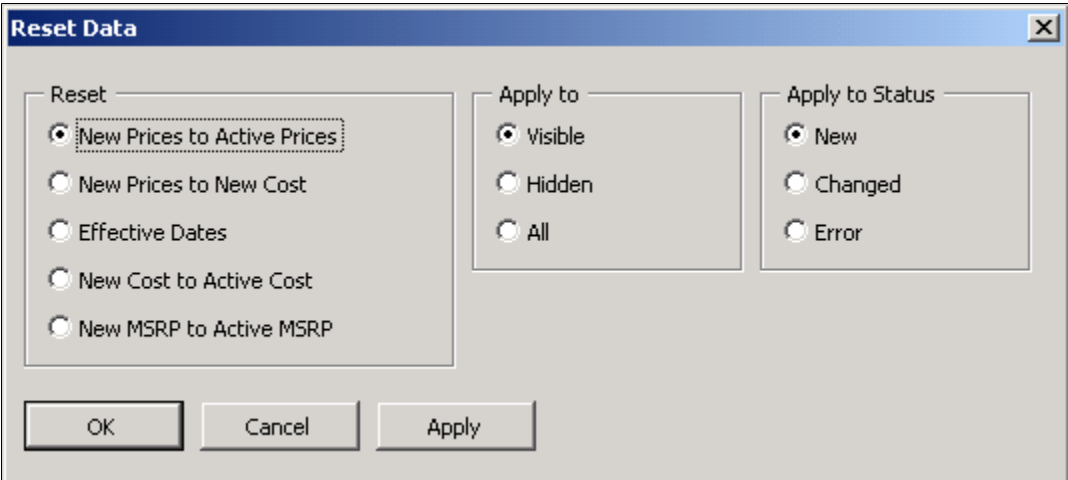 Reset Data
Reset
New Prices to Active Prices
New Prices to New Cost
Effective Dates
New Cost to Active Cost
New MSRP to Active MSRP
Apply to
Visible
Hidden
All
Apply to Status
New
Changed
Error
OK
Cancel
Apply